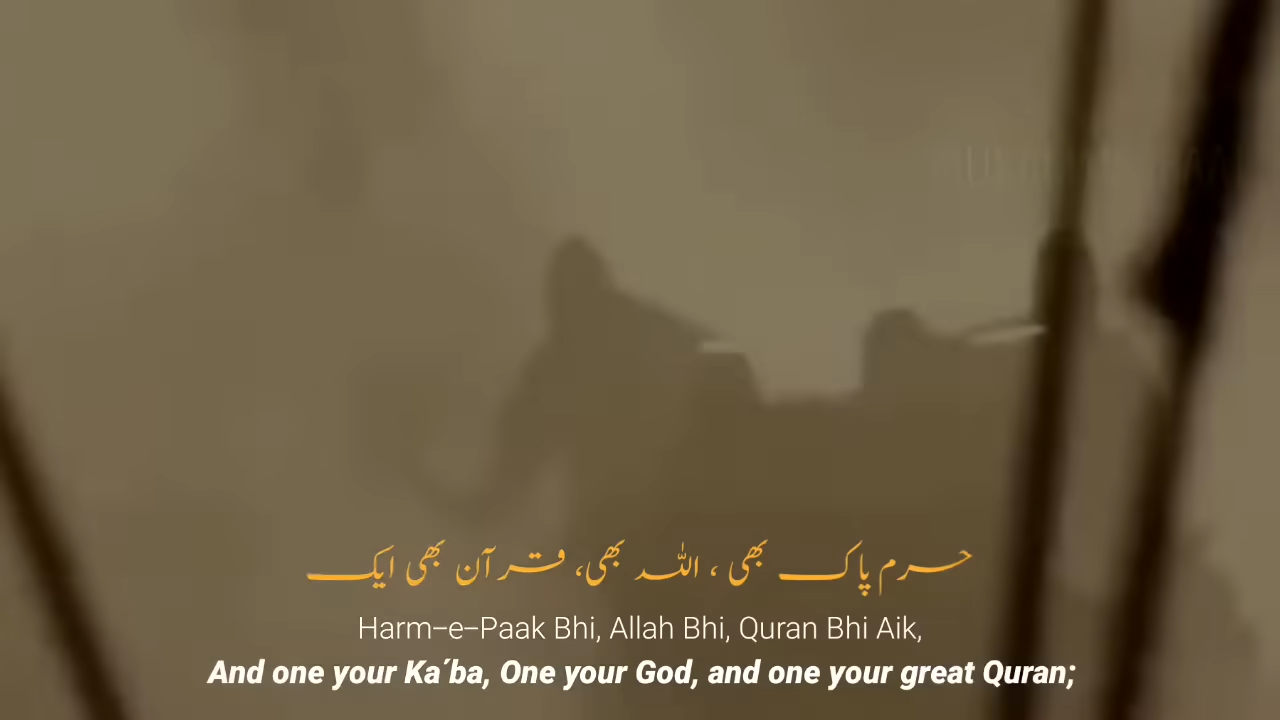 حرم پاک بھی ، اللہ بھی، قرآن بھی ایک
Harm–e–Paak Bhi, Allah Bhi, Quran Bhi Aik,
And one your Ka´ba, One your God, and one your great Quran;